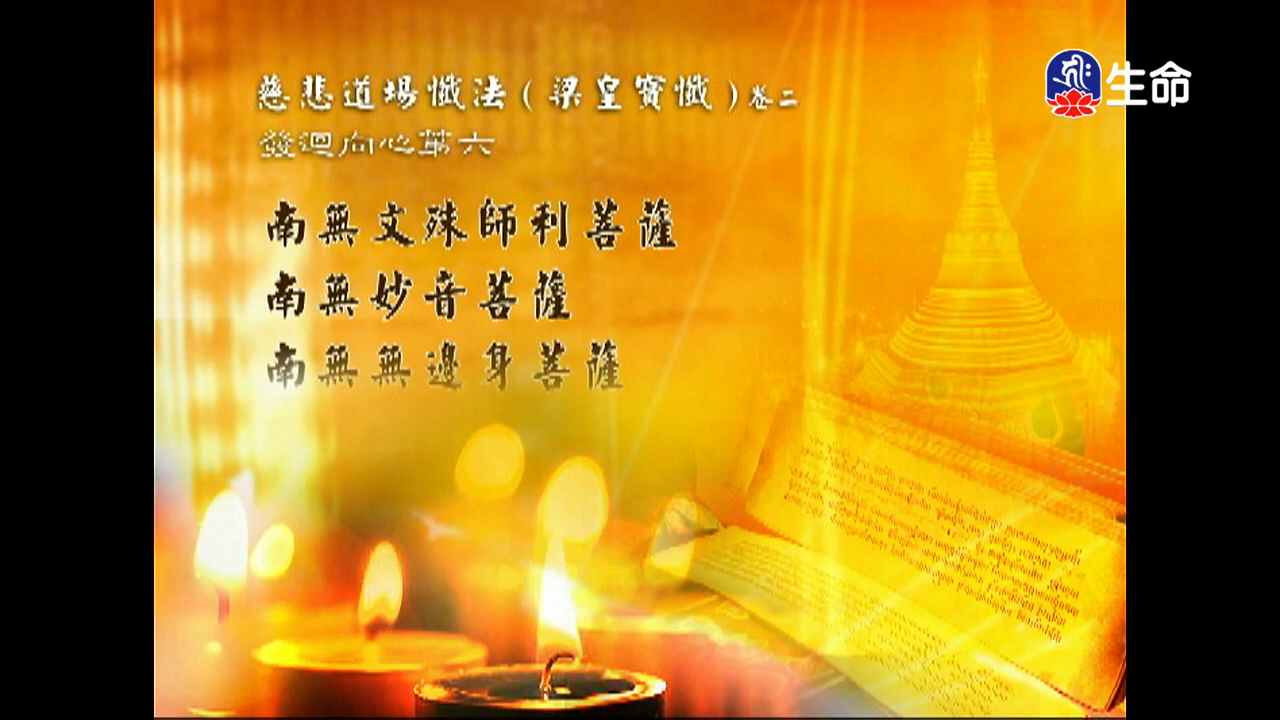 慈悲道場懺法(梁皇寶懺)卷二
發迴向心第六
南無文殊師利菩薩
南無妙音菩薩
南無無邊身菩薩
生命